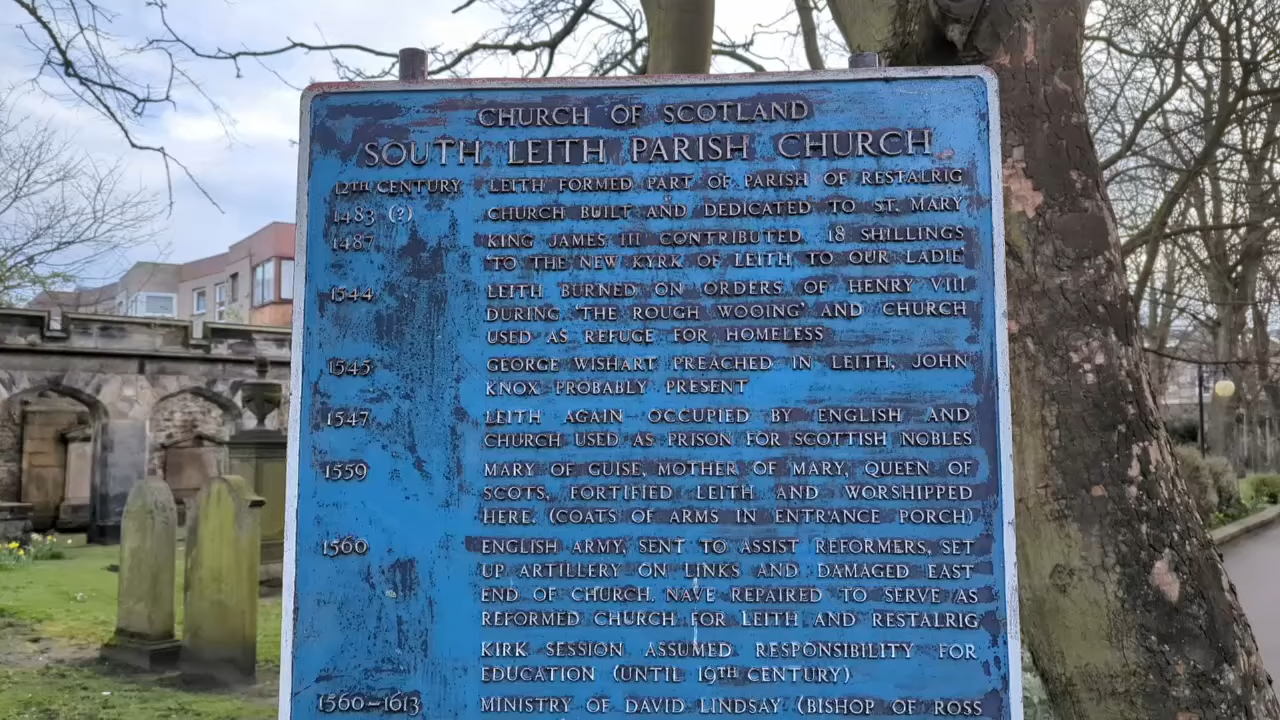 CHURCH OF SCOTLAND
SOUTH LEITH PARISH CHURCH
12TH CENTURY LEITH FORMED PART OF PARISH OF RESTALRIG
1483 (?) CHURCH BUILT AND DEDICATED TO ST. MARY
1487 KING JAMES III CONTRIBUTED 18 SHILLINGS
'TO THE NEW KYRK OF LEITH TO OUR LADIE'
1544 LEITH BURNED ON ORDERS OF HENRY VIII
DURING 'THE ROUGH WOOING' AND CHURCH
USED AS REFUGE FOR HOMELESS
1545 GEORGE WISHART PREACHED IN LEITH, JOHN
KNOX PROBABLY PRESENT
1547 LEITH AGAIN OCCUPIED BY ENGLISH AND
CHURCH USED AS PRISON FOR SCOTTISH NOBLES
1559 MARY OF GUISE, MOTHER OF MARY, QUEEN OF
SCOTS, FORTIFIED LEITH AND WORSHIPPED
HERE. (COATS OF ARMS IN ENTRANCE PORCH)
1560 ENGLISH ARMY, SENT TO ASSIST REFORMERS, SET
UP ARTILLERY ON LINKS AND DAMAGED EAST
END OF CHURCH. NAVE REPAIRED TO SERVE AS
REFORMED CHURCH FOR LEITH AND RESTALRIG
KIRK SESSION ASSUMED RESPONSIBILITY FOR
EDUCATION (UNTIL 19TH CENTURY)
1560-1613 MINISTRY OF DAVID LINDSAY (BISHOP OF ROSS